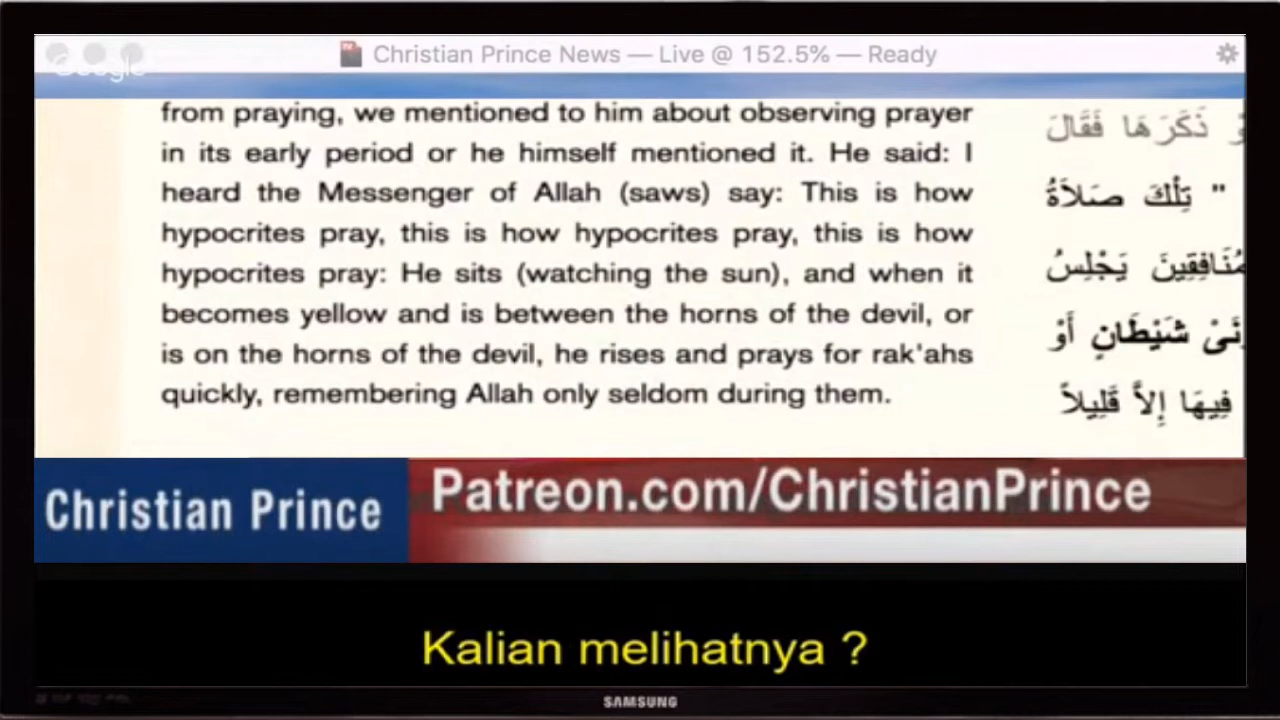 Christian Prince News — Live @ 152.5% — Ready
Google
from praying, we mentioned to him about observing prayer
in its early period or he himself mentioned it. He said: I
heard the Messenger of Allah (saws) say: This is how
hypocrites pray, this is how hypocrites pray, this is how
hypocrites pray: He sits (watching the sun), and when it
becomes yellow and is between the horns of the devil, or
is on the horns of the devil, he rises and prays for rak'ahs
quickly, remembering Allah only seldom during them.
ذَكَرَهَا فَقَالَ
" تِلْكَ صَلاَةُ
يَجْلِسُ
شَيْطَانٍ أَوْ
فِيهَا إِلاَّ قَلِيلاً
Christian Prince
Patreon.com/ChristianPrince
Kalian melihatnya ?
SAMSUNG